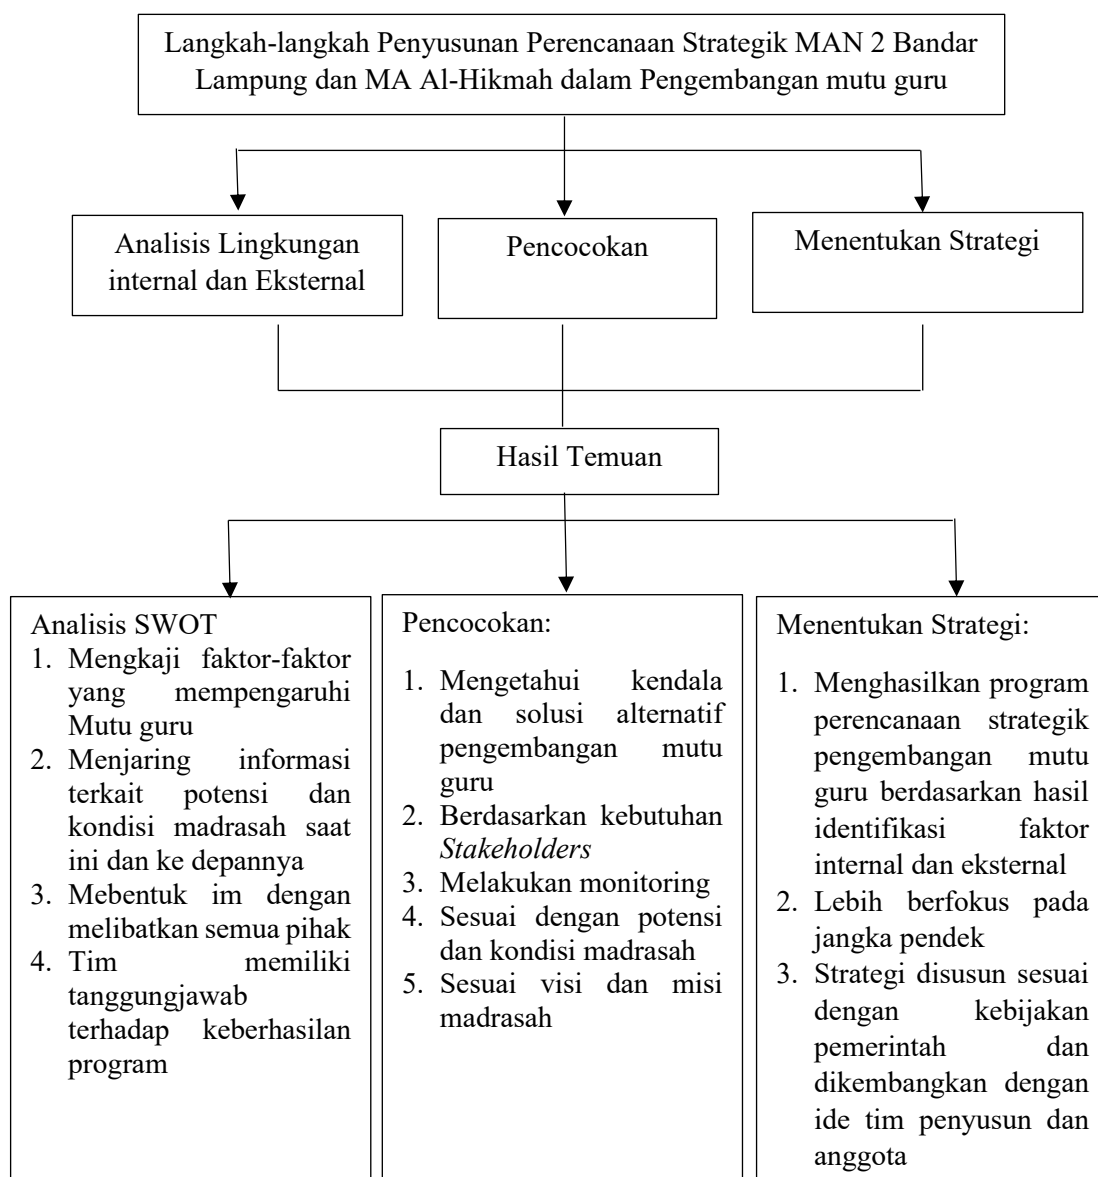 Langkah-langkah Penyusunan Perencanaan Strategik MAN 2 Bandar
Lampung dan MA Al-Hikmah dalam Pengembangan mutu guru
Analisis Lingkungan
internal dan Eksternal
Pencocokan
Menentukan Strategi
Hasil Temuan
Analisis SWOT
1. Mengkaji faktor-faktor
yang mempengaruhi
Mutu guru
2. Menjaring informasi
terkait potensi dan
kondisi madrasah saat
ini dan ke depannya
3. Mebentuk im dengan
melibatkan semua pihak
4. Tim memiliki
tanggungjawab
terhadap keberhasilan
program
Pencocokan:
1. Mengetahui kendala
dan solusi alternatif
pengembangan mutu
guru
2. Berdasarkan kebutuhan
Stakeholders
3. Melakukan monitoring
4. Sesuai dengan potensi
dan kondisi madrasah
5. Sesuai visi dan misi
madrasah
Menentukan Strategi:
1. Menghasilkan program
perencanaan strategik
pengembangan mutu
guru berdasarkan hasil
identifikasi faktor
internal dan eksternal
2. Lebih berfokus pada
jangka pendek
3. Strategi disusun sesuai
dengan kebijakan
pemerintah dan
dikembangkan dengan
ide tim penyusun dan
anggota